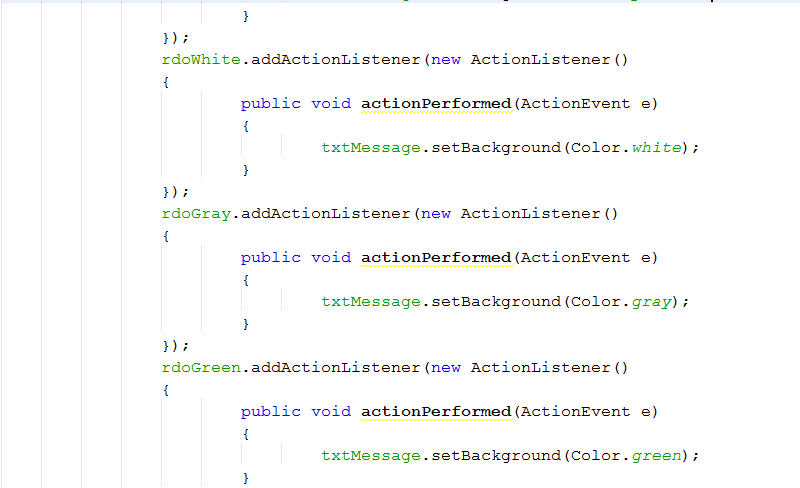 }
});
rdoWhite.addActionListener(new ActionListener()
{
public void actionPerformed(ActionEvent e)
{
txtMessage.setBackground(Color.white);
}
});
rdoGray.addActionListener(new ActionListener()
{
public void actionPerformed(ActionEvent e)
{
txtMessage.setBackground(Color.gray);
}
});
rdoGreen.addActionListener(new ActionListener()
{
public void actionPerformed(ActionEvent e)
{
txtMessage.setBackground(Color.green);
}